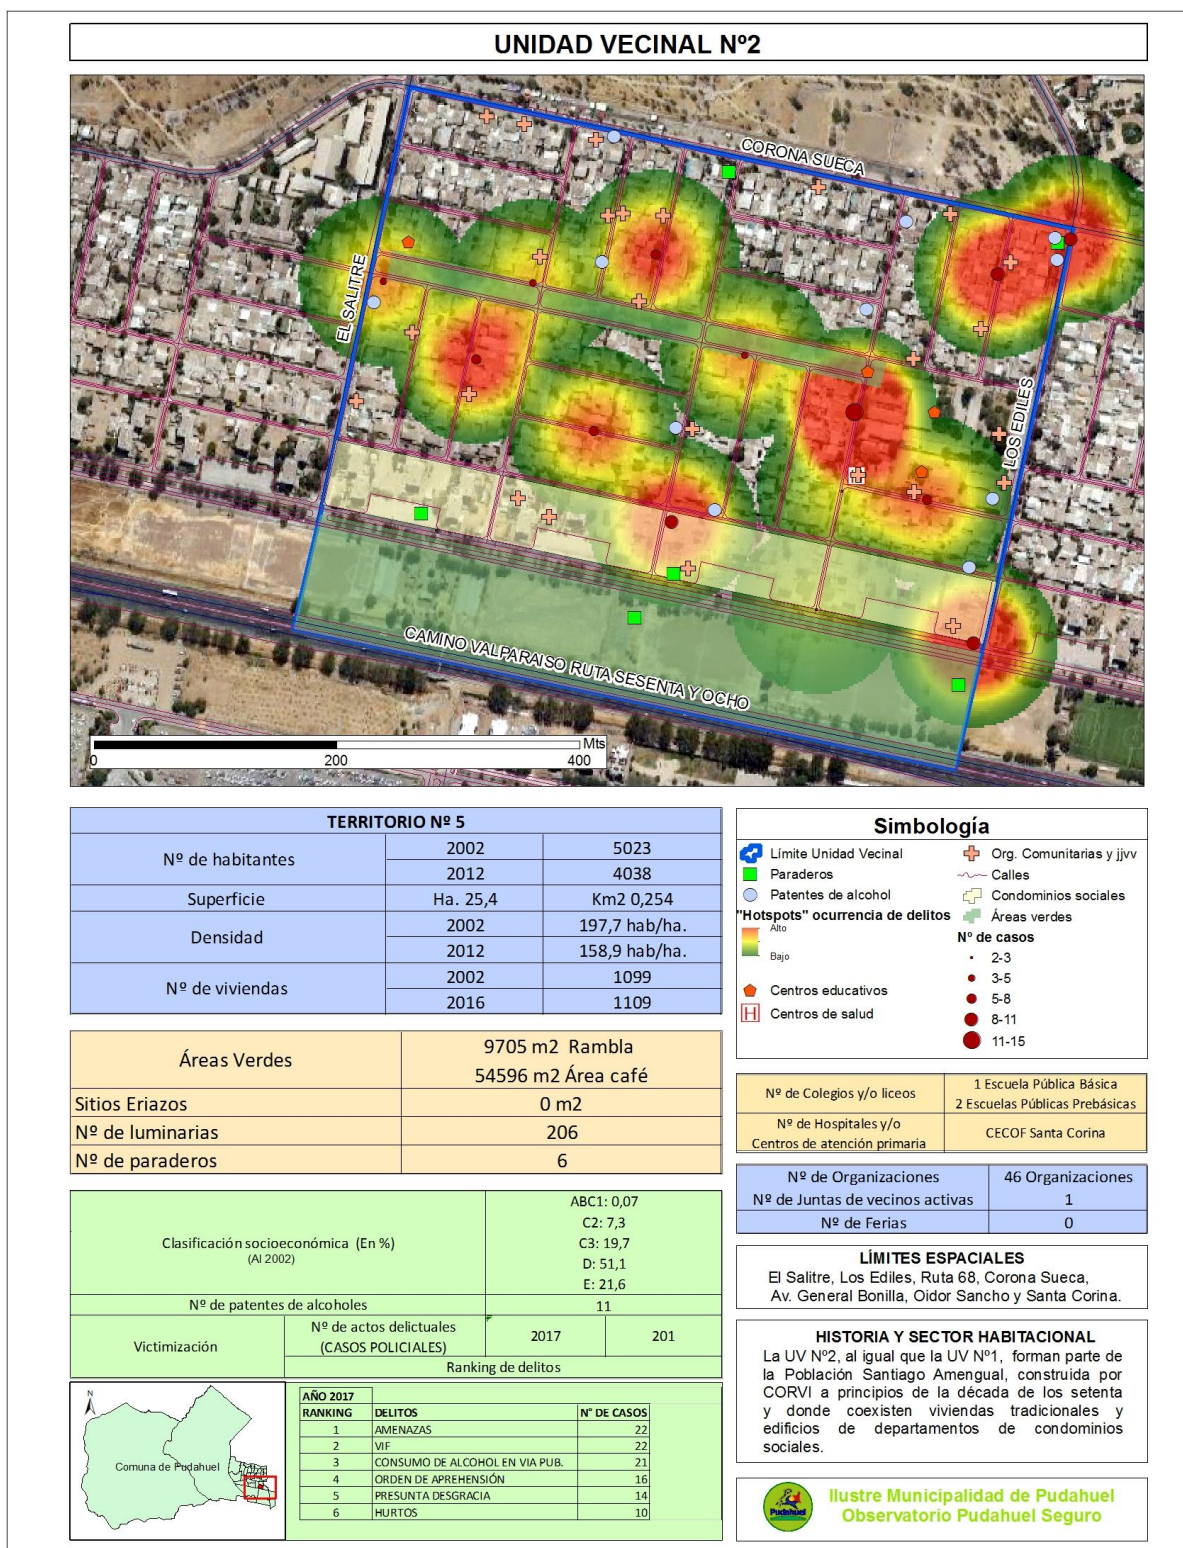 UNIDAD VECINAL Nº2
CORONA SUECA
EL SALITRE
LOS EDILES
CAMINO VALPARAISO RUTA SESENTA Y OCHO
Mts
0 200 400
TERRITORIO Nº 5
Nº de habitantes 2002 5023
2012 4038
Superficie Ha. 25,4 Km2 0,254
Densidad 2002 197,7 hab/ha.
2012 158,9 hab/ha.
Nº de viviendas 2002 1099
2016 1109
Áreas Verdes 9705 m2 Rambla
54596 m2 Área café
Sitios Eriazos 0 m2
Nº de luminarias 206
Nº de paraderos 6
Clasificación socioeconómica (En %)
(Al 2002)
ABC1: 0,07
C2: 7,3
C3: 19,7
D: 51,1
E: 21,6
Nº de patentes de alcoholes 11
Victimización
Nº de actos delictuales
(CASOS POLICIALES)
2017 201
Ranking de delitos
N
Comuna de Pudahuel
AÑO 2017
RANKING DELITOS N° DE CASOS
1 AMENAZAS 22
2 VIF 22
3 CONSUMO DE ALCOHOL EN VIA PUB. 21
4 ORDEN DE APREHENSIÓN 16
5 PRESUNTA DESGRACIA 14
6 HURTOS 10
Simbología
Límite Unidad Vecinal
Paraderos
Patentes de alcohol
"Hotspots" ocurrencia de delitos
Alto
Bajo
Centros educativos
H Centros de salud
Org. Comunitarias y jjvv
Calles
Condominios sociales
Áreas verdes
Nº de casos
2-3
3-5
5-8
8-11
11-15
Nº de Colegios y/o liceos
1 Escuela Pública Básica
2 Escuelas Públicas Prebásicas
Nº de Hospitales y/o
Centros de atención primaria
CECOF Santa Corina
Nº de Organizaciones 46 Organizaciones
Nº de Juntas de vecinos activas 1
Nº de Ferias 0
LÍMITES ESPACIALES
El Salitre, Los Ediles, Ruta 68, Corona Sueca,
Av. General Bonilla, Oidor Sancho y Santa Corina.
HISTORIA Y SECTOR HABITACIONAL
La UV Nº2, al igual que la UV Nº1, forman parte de
la Población Santiago Amengual, construida por
CORVI a principios de la década de los setenta
y donde coexisten viviendas tradicionales y
edificios de departamentos de condominios
sociales.
Pudahuel
Ilustre Municipalidad de Pudahuel
Observatorio Pudahuel Seguro